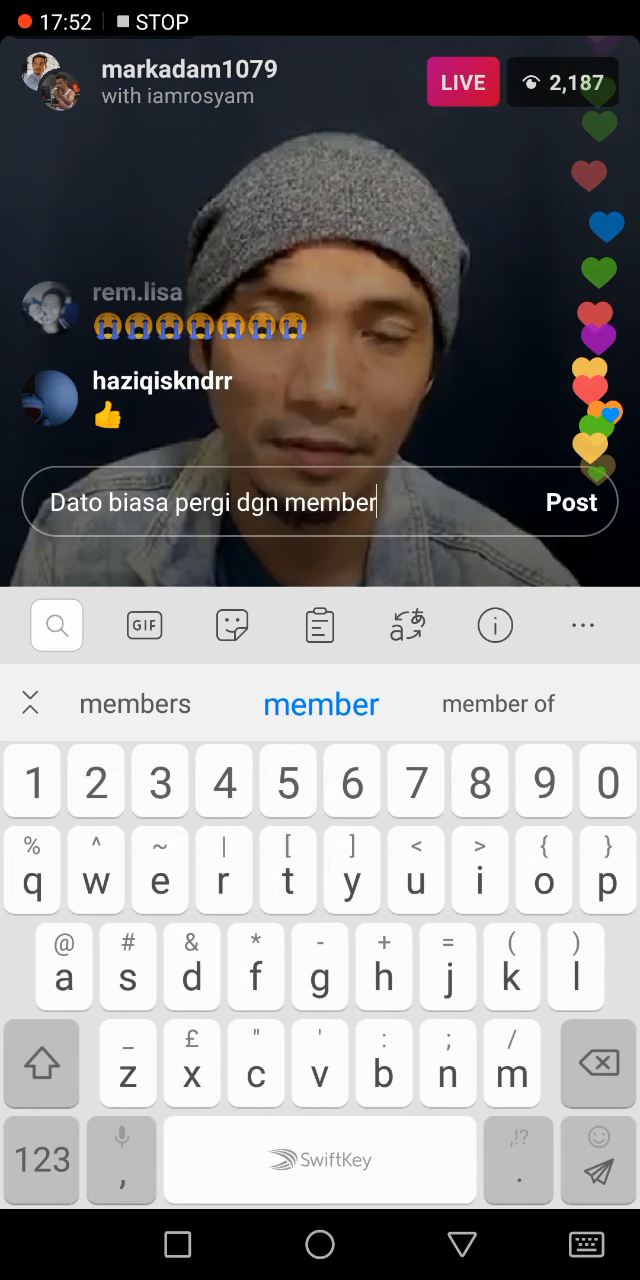 17:52 STOP
markadam1079
with iamrosyam
LIVE 2,187
rem.lisa
😭😭😭😭😭😭😭
haziqiskndrr
👍
Dato biasa pergi dgn member Post
GIF
members member member of
1 2 3 4 5 6 7 8 9 0
% ^ ~ | [ ] < > { }
q w e r t y u i o p
@ # & * - + = ( )
a s d f g h j k l
_ £ " ' : ; /
z x c v b n m
123 , SwiftKey ,!? .